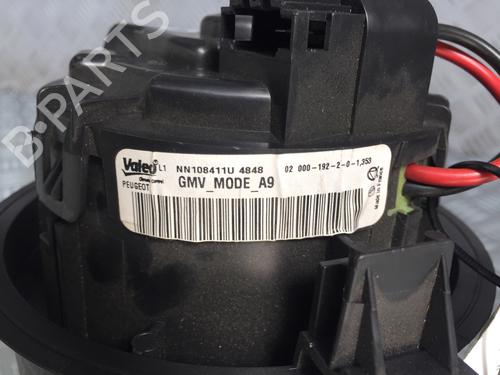 B-PARTS
Valeo L1 NN108411U 4848 02 000-192-2-0-1,353
PEUGEOT GMV_MODE_A9